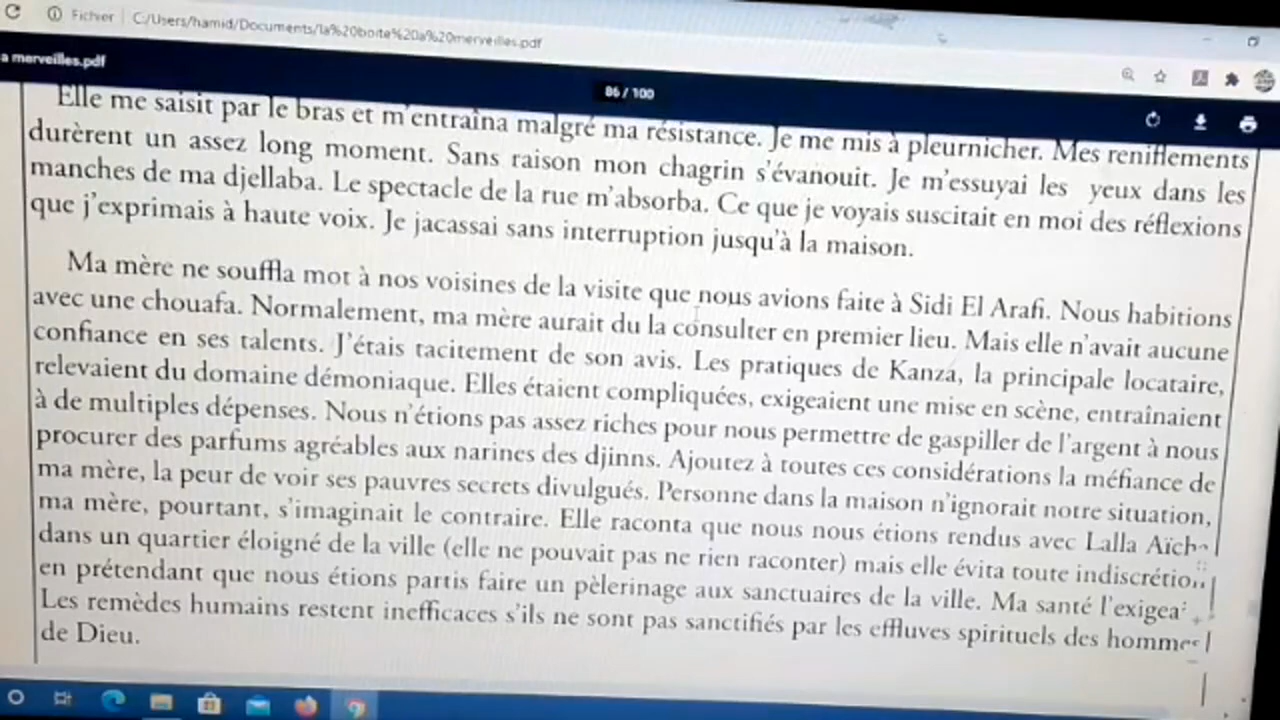 Fichier | C:/Users/hamid/Documents/la%20boite%20a%20merveilles.pdf
a merveilles.pdf
86 / 100
Elle me saisit par le bras et m'entraîna malgré ma résistance. Je me mis à pleurnicher. Mes reniflements
durèrent un assez long moment. Sans raison mon chagrin s'évanouit. Je m'essuyai les yeux dans les
manches de ma djellaba. Le spectacle de la rue m'absorba. Ce que je voyais suscitait en moi des réflexions
que j'exprimais à haute voix. Je jacassai sans interruption jusqu'à la maison.
Ma mère ne souffla mot à nos voisines de la visite que nous avions faite à Sidi El Arafi. Nous habitions
avec une chouafa. Normalement, ma mère aurait du la consulter en premier lieu. Mais elle n'avait aucune
confiance en ses talents. J'étais tacitement de son avis. Les pratiques de Kanza, la principale locataire,
relevaient du domaine démoniaque. Elles étaient compliquées, exigeaient une mise en scène, entraînaient
à de multiples dépenses. Nous n'étions pas assez riches pour nous permettre de gaspiller de l'argent à nous
procurer des parfums agréables aux narines des djinns. Ajoutez à toutes ces considérations la méfiance de
ma mère, la peur de voir ses pauvres secrets divulgués. Personne dans la maison n'ignorait notre situation,
ma mère, pourtant, s'imaginait le contraire. Elle raconta que nous nous étions rendus avec Lalla Aïcha
dans un quartier éloigné de la ville (elle ne pouvait pas ne rien raconter) mais elle évita toute indiscrétion
en prétendant que nous étions partis faire un pèlerinage aux sanctuaires de la ville. Ma santé l'exigeait
Les remèdes humains restent inefficaces s'ils ne sont pas sanctifiés par les effluves spirituels des hommes
de Dieu.